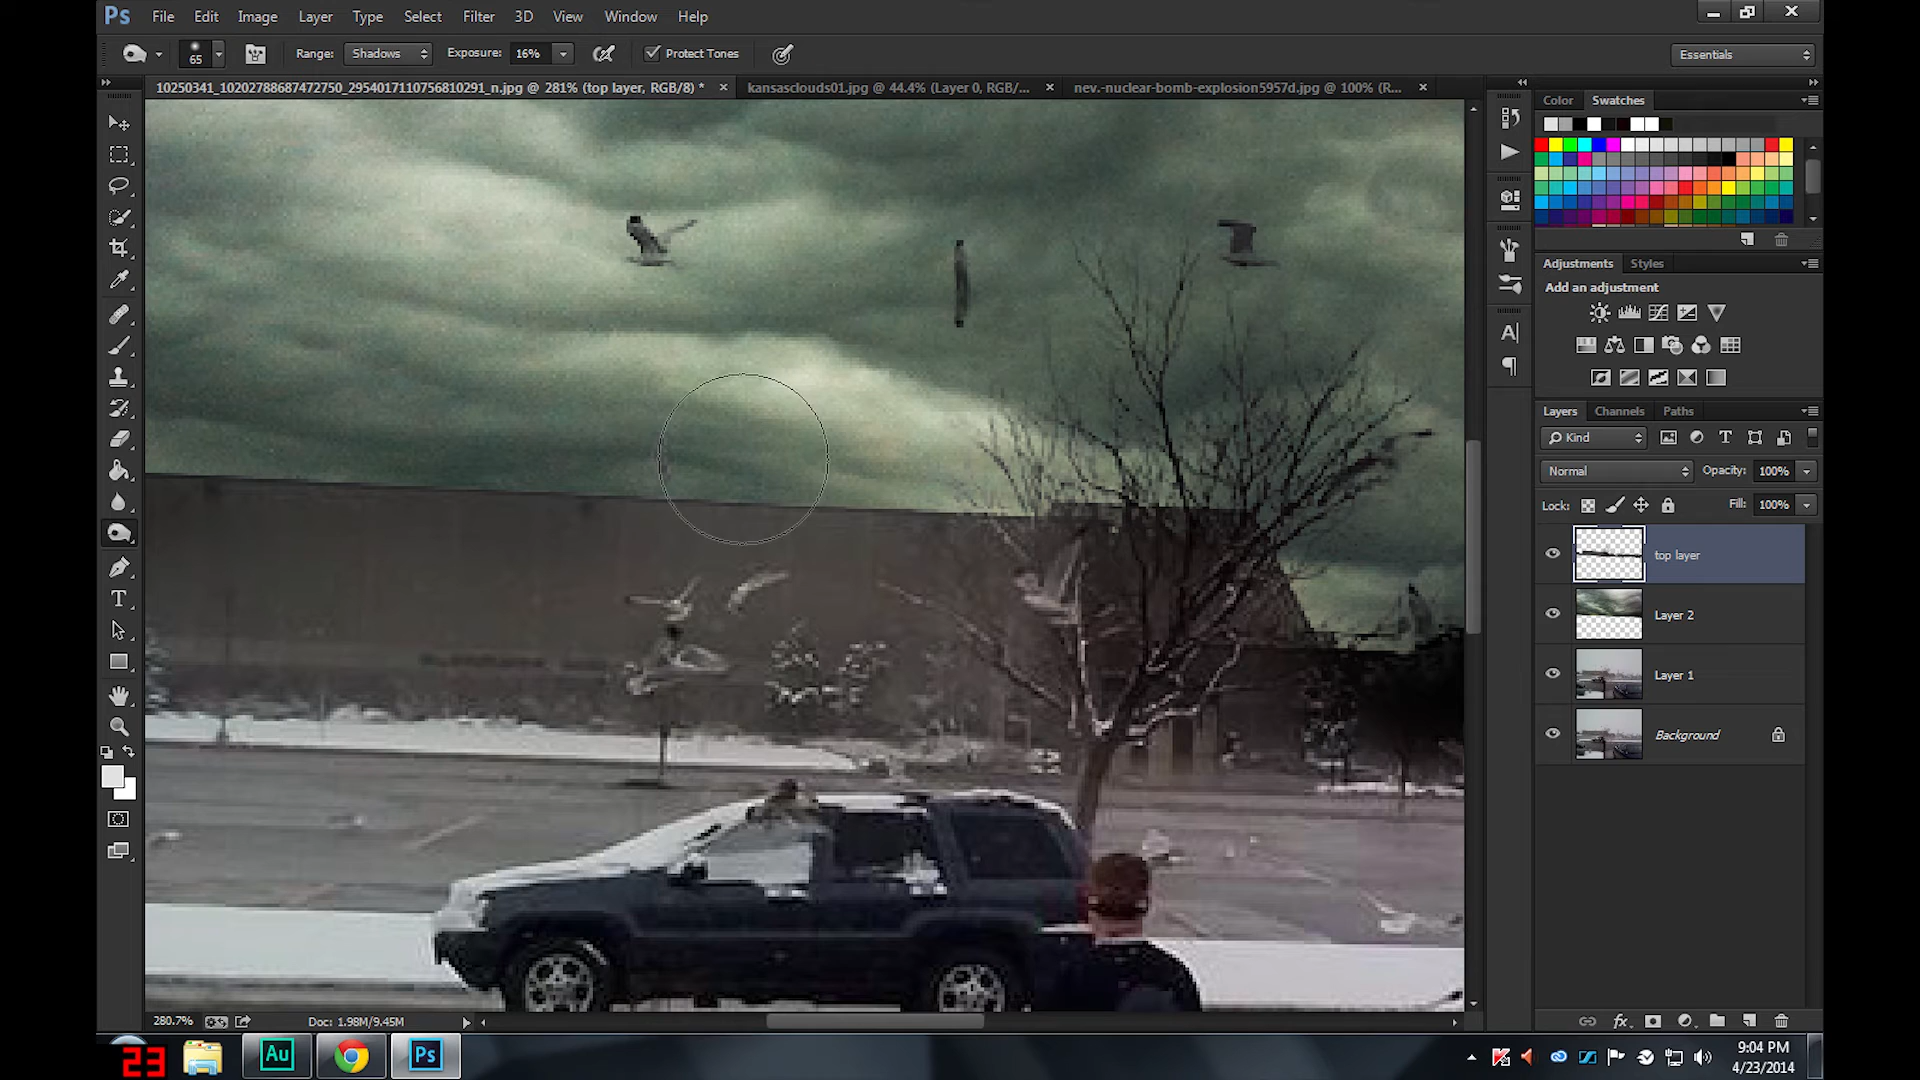 Ps File Edit Image Layer Type Select Filter 3D View Window Help
65 Range: Shadows Exposure: 16% Protect Tones Essentials
10250341_10202788687472750_2954017110756810291_n.jpg @ 281% (top layer, RGB/8) * × kansasclouds01.jpg @ 44.4% (Layer 0, RGB/... × nev.-nuclear-bomb-explosion5957d.jpg @ 100% (R... ×
Color Swatches
Adjustments Styles
Add an adjustment
Layers Channels Paths
Kind
Normal Opacity: 100%
Lock: Fill: 100%
top layer
Layer 2
Layer 1
Background
280.7% Doc: 1.98M/9.45M
23 Au Ps
9:04 PM
4/23/2014